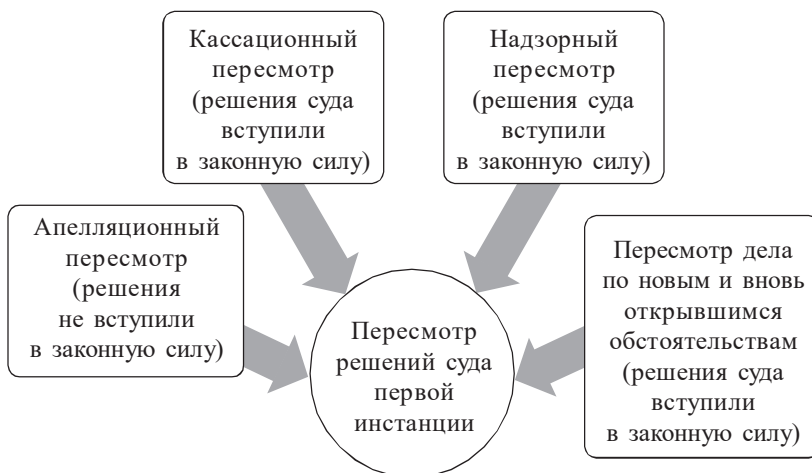 Кассационный
пересмотр
(решения суда
вступили
в законную силу)
Надзорный
пересмотр
(решения суда
вступили
в законную силу)
Апелляционный
пересмотр
(решения
не вступили
в законную силу)
Пересмотр дела
по новым и вновь
открывшимся
обстоятельствам
(решения суда
вступили
в законную силу)
Пересмотр
решений суда
первой
инстанции